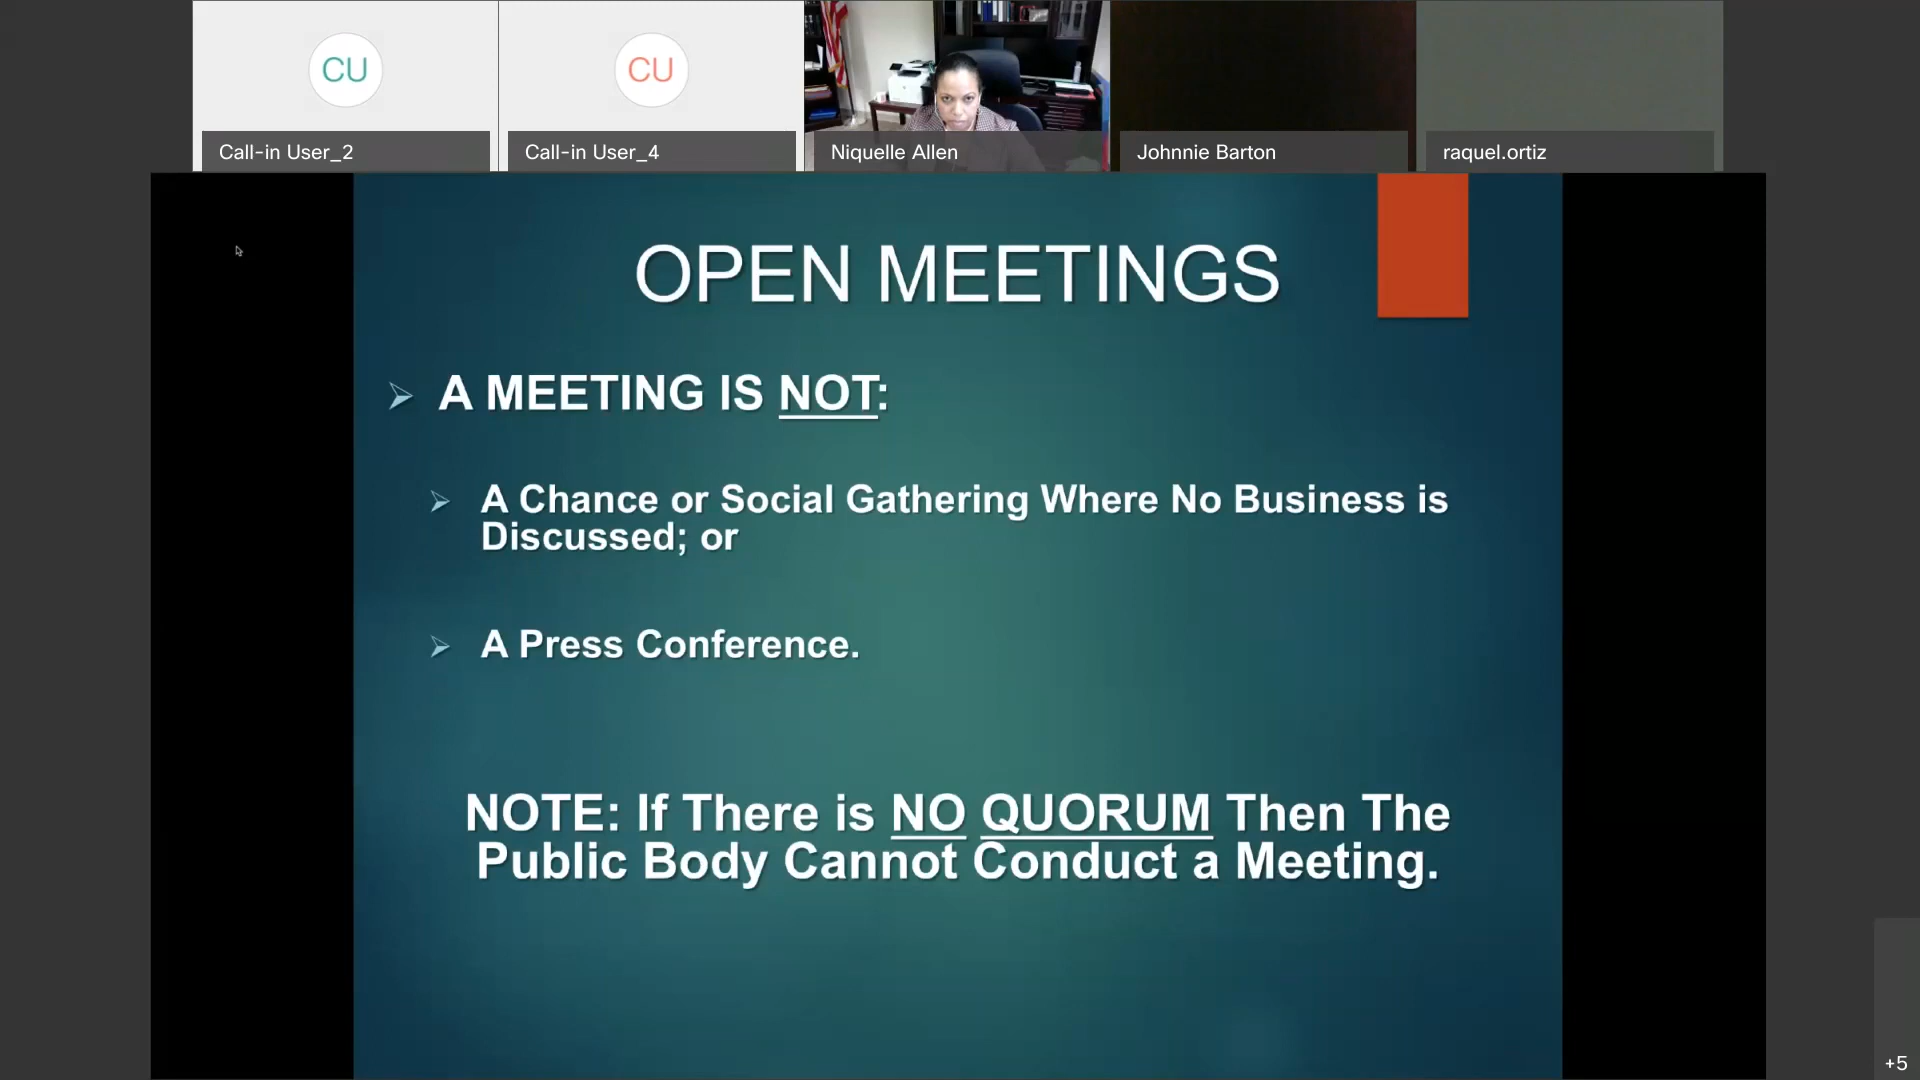 CU
CU
Call-in User_2
Call-in User_4
Niquelle Allen
Johnnie Barton
raquel.ortiz
OPEN MEETINGS
A MEETING IS NOT:
A Chance or Social Gathering Where No Business is
Discussed; or
A Press Conference.
NOTE: If There is NO QUORUM Then The
Public Body Cannot Conduct a Meeting.
+5